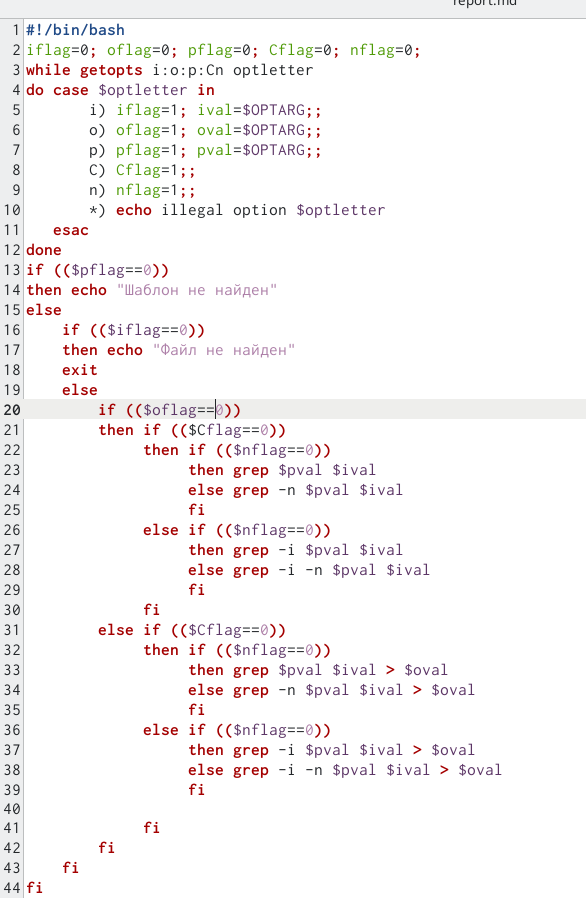 report.md
1 #!/bin/bash
2 iflag=0; oflag=0; pflag=0; Cflag=0; nflag=0;
3 while getopts i:o:p:Cn optletter
4 do case $optletter in
5        i) iflag=1; ival=$OPTARG;;
6        o) oflag=1; oval=$OPTARG;;
7        p) pflag=1; pval=$OPTARG;;
8        C) Cflag=1;;
9        n) nflag=1;;
10        *) echo illegal option $optletter
11    esac
12 done
13 if (($pflag==0))
14 then echo "Шаблон не найден"
15 else
16     if (($iflag==0))
17     then echo "Файл не найден"
18     exit
19     else
20         if (($oflag==0))
21         then if (($Cflag==0))
22              then if (($nflag==0))
23                   then grep $pval $ival
24                   else grep -n $pval $ival
25                   fi
26              else if (($nflag==0))
27                   then grep -i $pval $ival
28                   else grep -i -n $pval $ival
29                   fi
30              fi
31         else if (($Cflag==0))
32              then if (($nflag==0))
33                   then grep $pval $ival > $oval
34                   else grep -n $pval $ival > $oval
35                   fi
36              else if (($nflag==0))
37                   then grep -i $pval $ival > $oval
38                   else grep -i -n $pval $ival > $oval
39                   fi
40
41              fi
42         fi
43     fi
44 fi